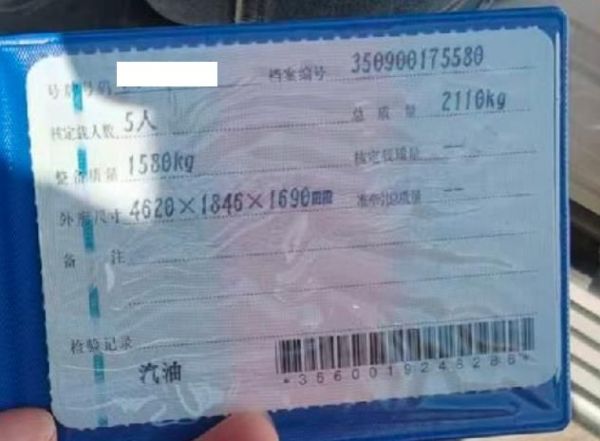 号牌号码 档案编号 350900175580
核定载人数 5人 总质量 2110kg
整备质量 1580kg 核定载质量 --
外廓尺寸 4620×1846×1690mm 准牵引总质量 --
备注
检验记录
汽油
*3560019248286*